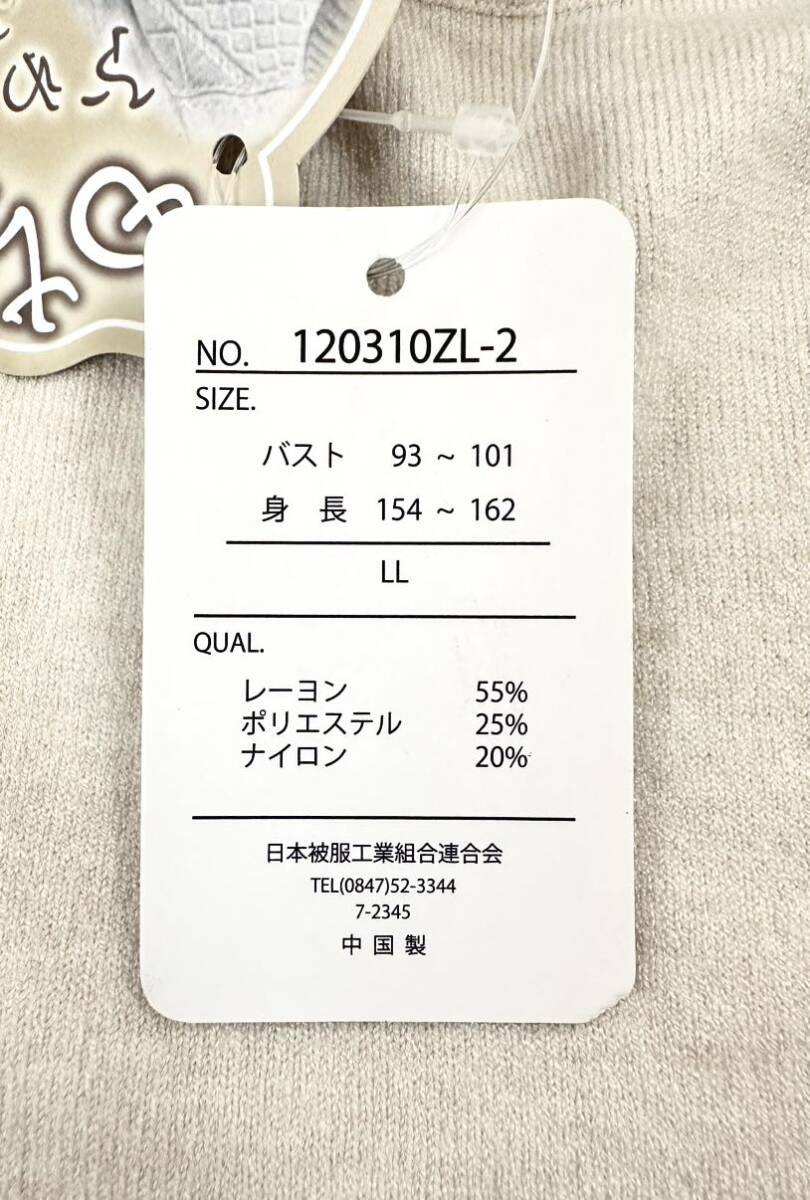 NO. 120310ZL-2
SIZE.
バスト 93 ~ 101
身 長 154 ~ 162
LL
QUAL.
レーヨン 55%
ポリエステル 25%
ナイロン 20%
日本被服工業組合連合会
TEL(0847)52-3344
7-2345
中 国 製